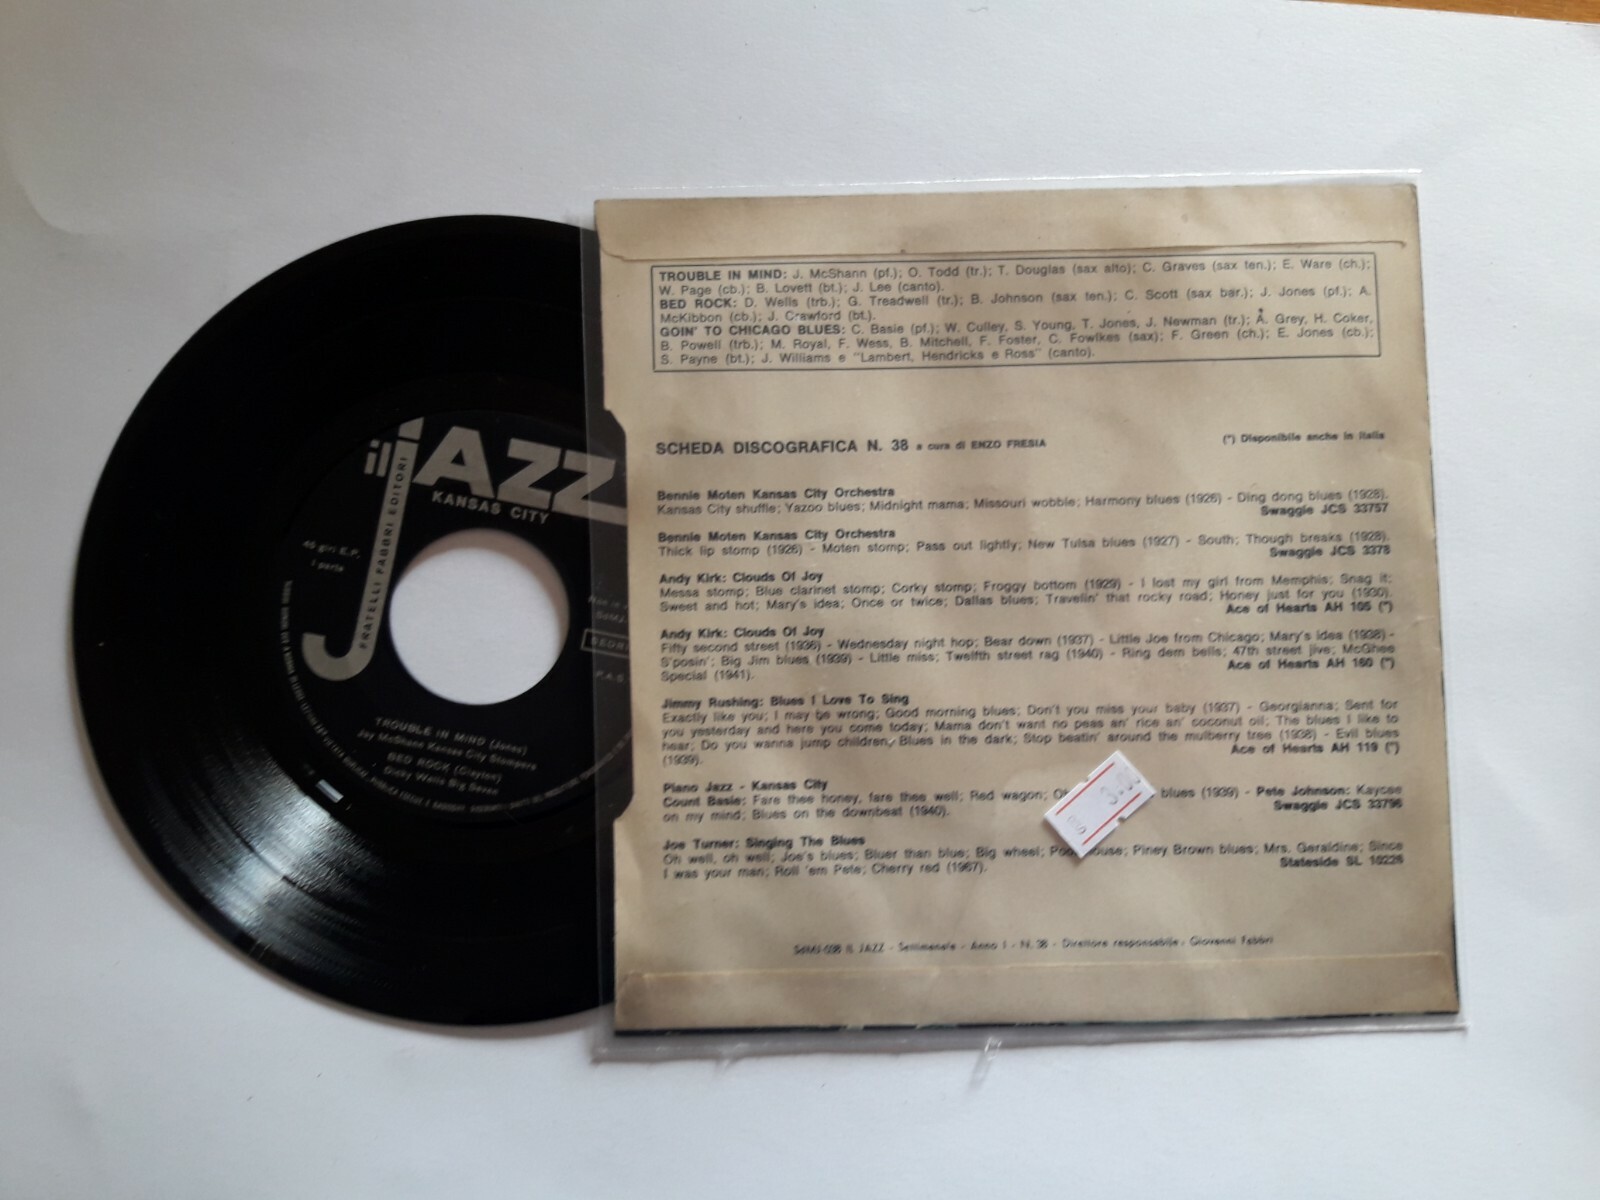 TROUBLE IN MIND: J. McShann (pf.); O. Todd (tr.); T. Douglas (sax alto); C. Graves (sax ten.); E. Ware (ch.);
W. Page (cb.); B. Lovett (bt.); J. Lee (canto).
BED ROCK: D. Wells (trb.); G. Treadwell (tr.); B. Johnson (sax ten.); C. Scott (sax bar.); J. Jones (pf.); A.
McKibbon (cb.); J. Crawford (bt.).
GOIN' TO CHICAGO BLUES: C. Basie (pf.); W. Culley, S. Young, T. Jones, J. Newman (tr.); A. Grey, H. Coker,
B. Powell (trb.); M. Royal, F. Wess, B. Mitchell, F. Foster, C. Fowlkes (sax); F. Green (ch.); E. Jones (cb.);
S. Payne (bt.); J. Williams e "Lambert, Hendricks e Ross" (canto).
SCHEDA DISCOGRAFICA N. 38 a cura di ENZO FRESIA
(*) Disponibile anche in Italia
Bennie Moten Kansas City Orchestra
Kansas City shuffle; Yazoo blues; Midnight mama; Missouri wobble; Harmony blues (1926) - Ding dong blues (1928).
Swaggie JCS 33757
Bennie Moten Kansas City Orchestra
Thick lip stomp (1926) - Moten stomp; Pass out lightly; New Tulsa blues (1927) - South; Though breaks (1928).
Swaggie JCS 3378
Andy Kirk: Clouds Of Joy
Messa stomp; Blue clarinet stomp; Corky stomp; Froggy bottom (1929) - I lost my girl from Memphis; Snag it;
Sweet and hot; Mary's idea; Once or twice; Dallas blues; Travelin' that rocky road; Honey just for you (1930).
Ace of Hearts AH 105 (*)
Andy Kirk: Clouds Of Joy
Fifty second street (1936) - Wednesday night hop; Bear down (1937) - Little Joe from Chicago; Mary's idea (1938) -
S'posin'; Big Jim blues (1939) - Little miss; Twelfth street rag (1940) - Ring dem bells; 47th street jive; McGhee
Special (1941). Ace of Hearts AH 160 (*)
Jimmy Rushing: Blues I Love To Sing
Exactly like you; I may be wrong; Good morning blues; Don't you miss your baby (1937) - Georgianna; Sent for
you yesterday and here you come today; Mama don't want no peas an' rice an' coconut oil; The blues I like to
hear; Do you wanna jump children, Blues in the dark; Stop beatin' around the mulberry tree (1938) - Evil blues
(1939). Ace of Hearts AH 119 (*)
Piano Jazz - Kansas City
Count Basie: Fare thee honey, fare thee well; Red wagon; blues (1939) - Pete Johnson: Kaycee
on my mind; Blues on the downbeat (1940). Swaggie JCS 33796
Joe Turner: Singing The Blues
Oh well, oh well; Joe's blues; Bluer than blue; Big wheel; Piney Brown blues; Mrs. Geraldine; Since
I was your man; Roll 'em Pete; Cherry red (1967). Stateside SL 10226
SdMJ-038 IL JAZZ - Settimanale - Anno I - N. 38 - Direttore responsabile: Giovanni Fabbri
il JAZZ
FRATELLI FABBRI EDITORI
KANSAS CITY
45 giri E.P.
1 parte
TROUBLE IN MIND (Jones)
Jay McShann Kansas City Stompers
BED ROCK (Clayton)
Dicky Wells Big Seven